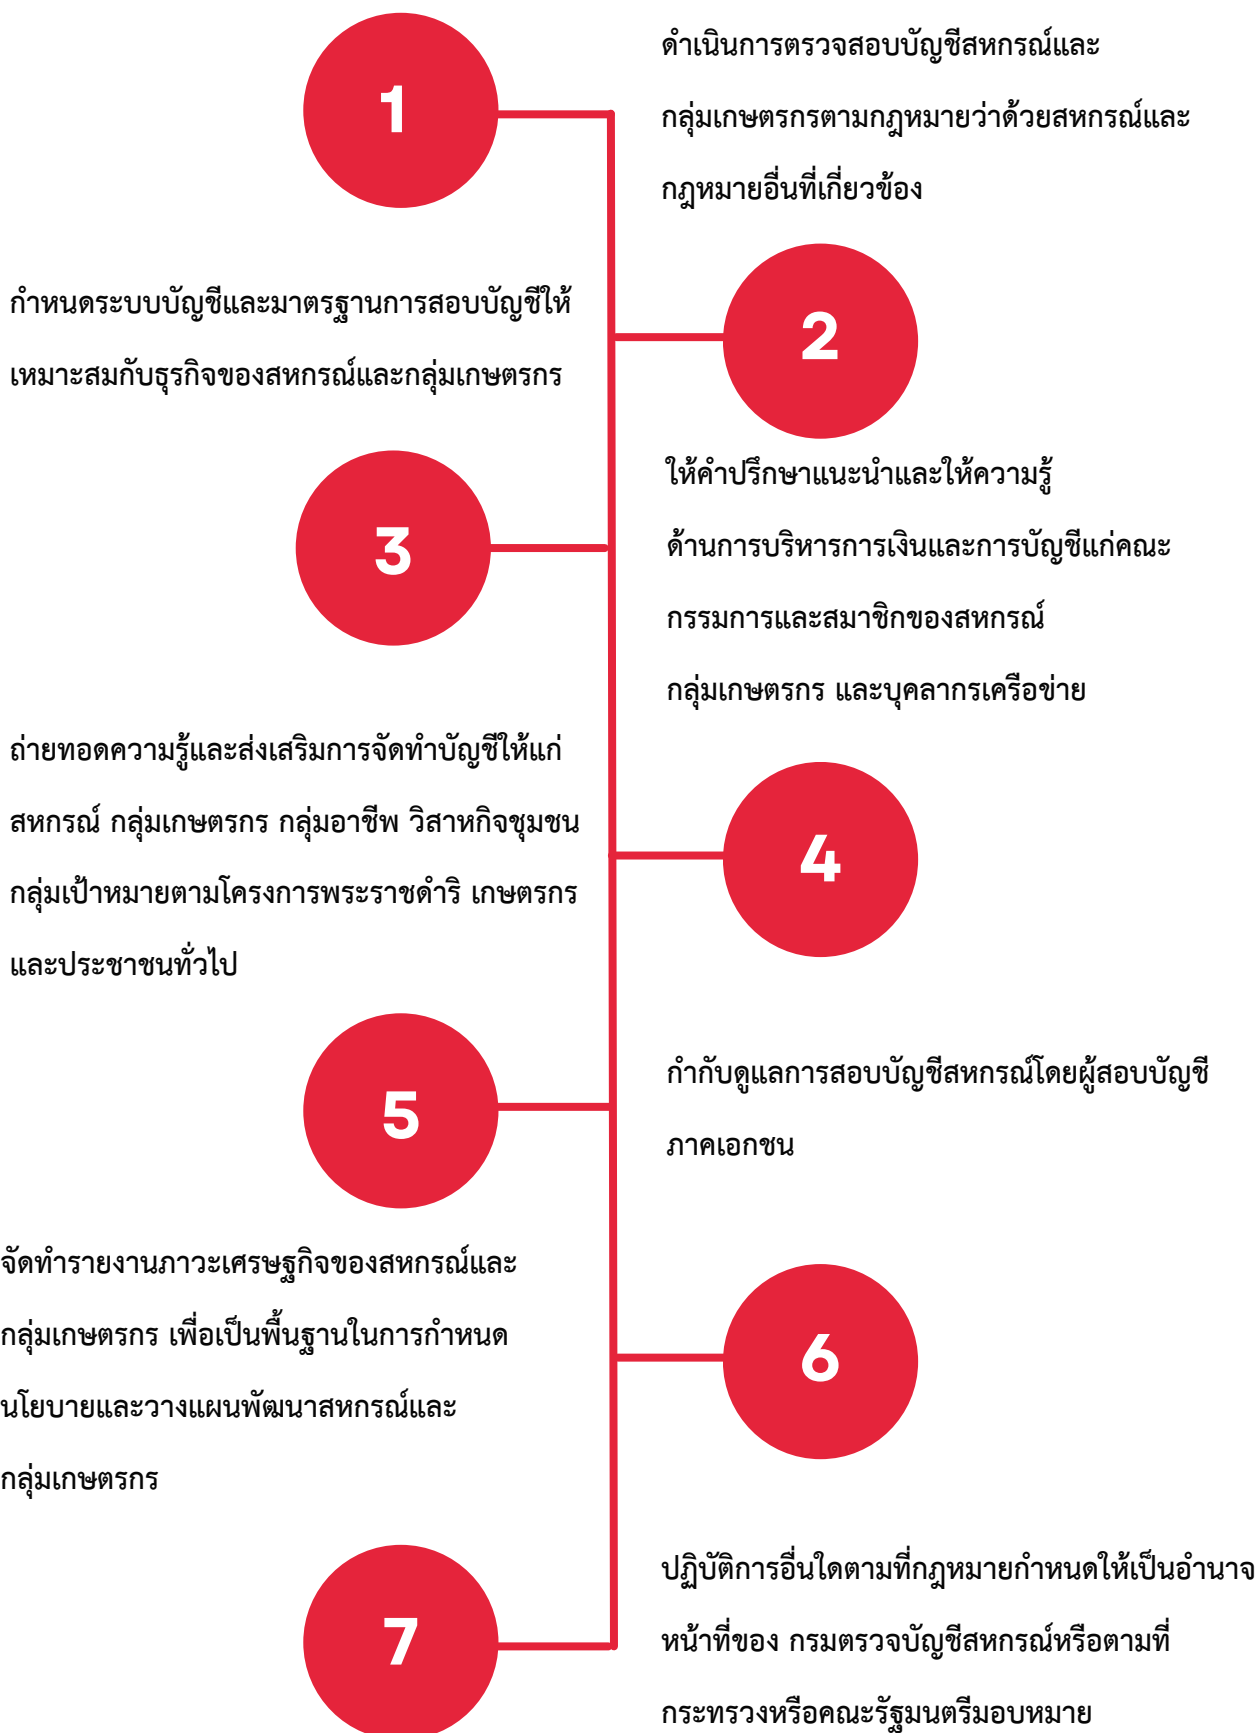 1
ดำเนินการตรวจสอบบัญชีสหกรณ์และ
กลุ่มเกษตรกรตามกฎหมายว่าด้วยสหกรณ์และ
กฎหมายอื่นที่เกี่ยวข้อง
2
กำหนดระบบบัญชีและมาตรฐานการสอบบัญชีให้
เหมาะสมกับธุรกิจของสหกรณ์และกลุ่มเกษตรกร
3
ให้คำปรึกษาแนะนำและให้ความรู้
ด้านการบริหารการเงินและการบัญชีแก่คณะ
กรรมการและสมาชิกของสหกรณ์
กลุ่มเกษตรกร และบุคลากรเครือข่าย
4
ถ่ายทอดความรู้และส่งเสริมการจัดทำบัญชีให้แก่
สหกรณ์ กลุ่มเกษตรกร กลุ่มอาชีพ วิสาหกิจชุมชน
กลุ่มเป้าหมายตามโครงการพระราชดำริ เกษตรกร
และประชาชนทั่วไป
5
กำกับดูแลการสอบบัญชีสหกรณ์โดยผู้สอบบัญชี
ภาคเอกชน
6
จัดทำรายงานภาวะเศรษฐกิจของสหกรณ์และ
กลุ่มเกษตรกร เพื่อเป็นพื้นฐานในการกำหนด
นโยบายและวางแผนพัฒนาสหกรณ์และ
กลุ่มเกษตรกร
7
ปฏิบัติการอื่นใดตามที่กฎหมายกำหนดให้เป็นอำนาจ
หน้าที่ของ กรมตรวจบัญชีสหกรณ์หรือตามที่
กระทรวงหรือคณะรัฐมนตรีมอบหมาย